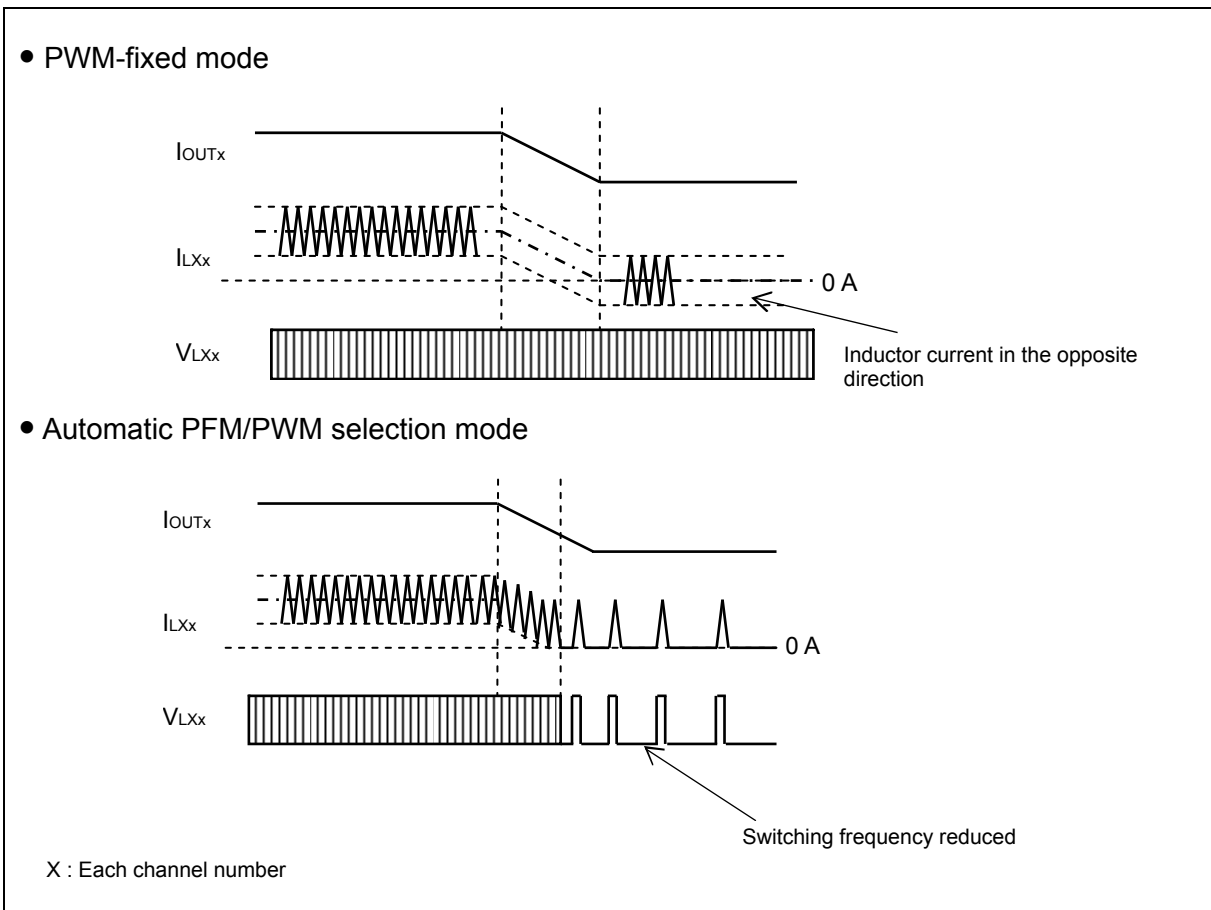 • PWM-fixed mode
IOUTx
ILXx
0 A
VLXx
Inductor current in the opposite
direction
• Automatic PFM/PWM selection mode
IOUTx
ILXx
0 A
VLXx
Switching frequency reduced
X : Each channel number